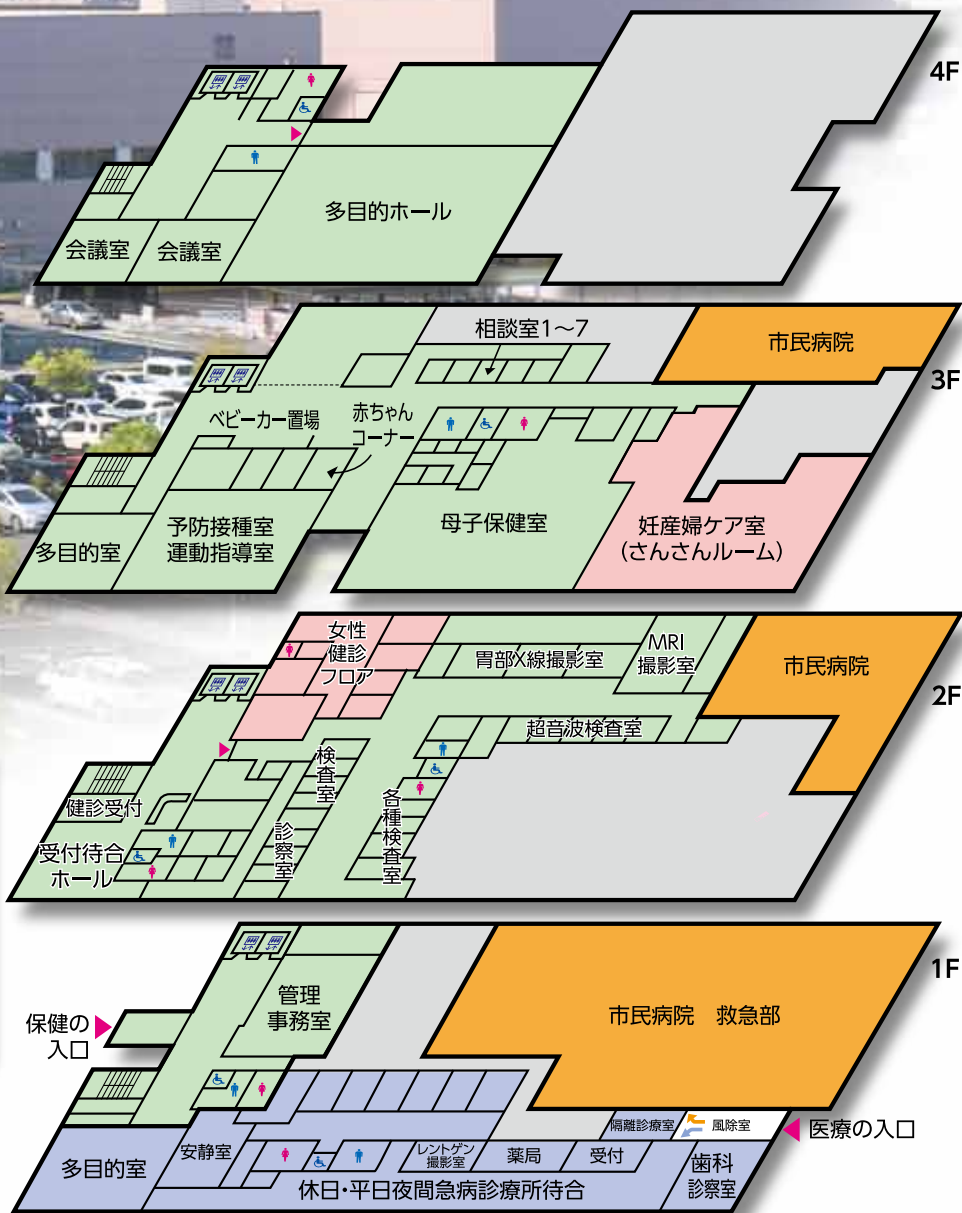 4F
多目的ホール
会議室
会議室
相談室1～7
市民病院
3F
ベビーカー置場
赤ちゃん
コーナー
予防接種室
運動指導室
母子保健室
妊産婦ケア室
(さんさんルーム)
多目的室
女性
健診
フロア
胃部X線撮影室
MRI
撮影室
市民病院
2F
超音波検査室
検査室
健診受付
各種検査室
診察室
受付待合
ホール
1F
管理
事務室
市民病院　救急部
保健の
入口
隔離診療室
風除室
医療の入口
安静室
レントゲン
撮影室
薬局
受付
多目的室
歯科
診察室
休日・平日夜間急病診療所待合